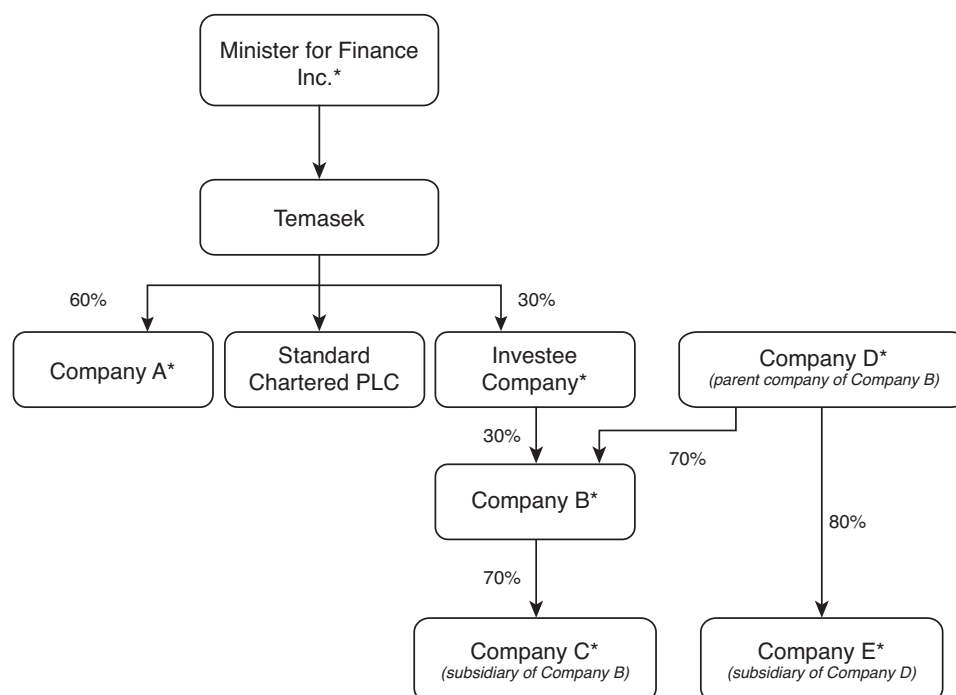 Minister for Finance
Inc.*
Temasek
60%
30%
Company A*
Standard
Chartered PLC
Investee
Company*
Company D*
(parent company of Company B)
30%
70%
Company B*
80%
70%
Company C*
(subsidiary of Company B)
Company E*
(subsidiary of Company D)